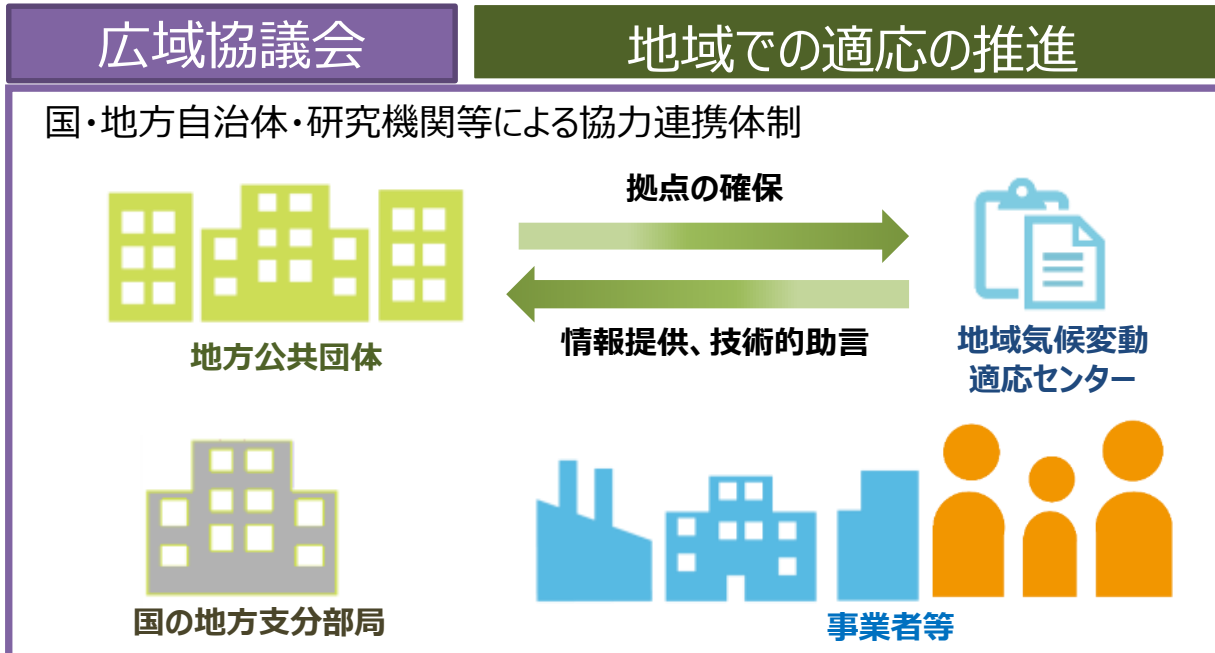 広域協議会
地域での適応の推進
国・地方自治体・研究機関等による協力連携体制
拠点の確保
情報提供、技術的助言
地方公共団体
地域気候変動
適応センター
国の地方支分部局
事業者等